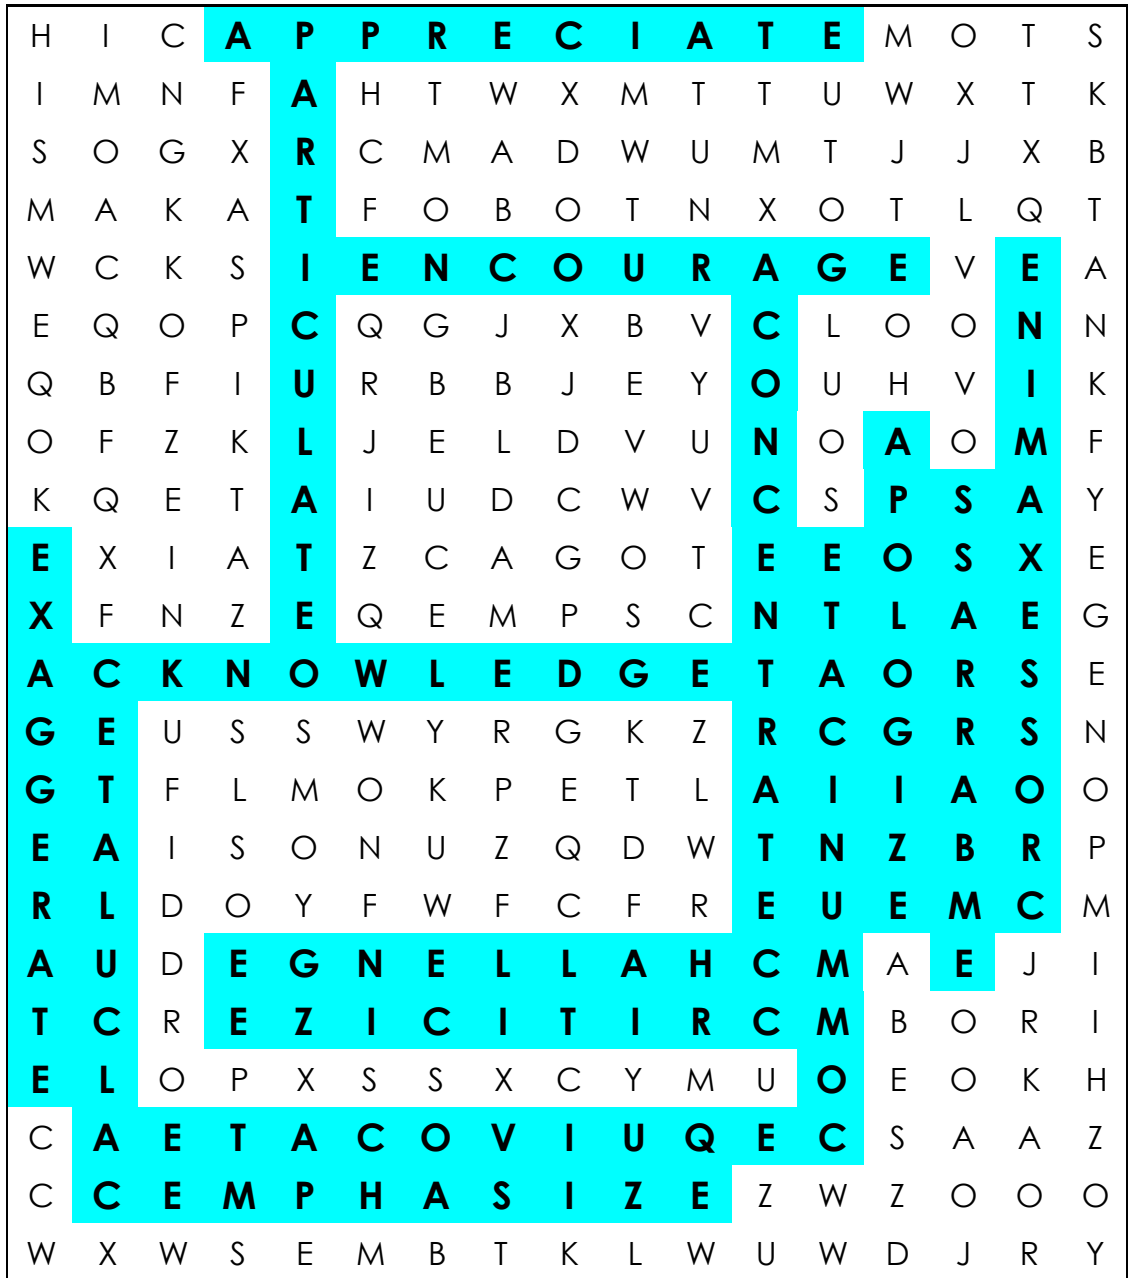 H I C A P P R E C I A T E M O T S
I M N F A H T W X M T T U W X T K
S O G X R C M A D W U M T J J X B
M A K A T F O B O T N X O T L Q T
W C K S I E N C O U R A G E V E A
E Q O P C Q G J X B V C L O O N N
Q B F I U R B B J E Y O U H V I K
O F Z K L J E L D V U N O A O M F
K Q E T A I U D C W V C S P S A Y
E X I A T Z C A G O T E E O S X E
X F N Z E Q E M P S C N T L A E G
A C K N O W L E D G E T A O R S E
G E U S S W Y R G K Z R C G R S N
G T F L M O K P E T L A I I A O O
E A I S O N U Z Q D W T N Z B R P
R L D O Y F W F C F R E U E M C M
A U D E G N E L L A H C M A E J I
T C R E Z I C I T I R C M B O R I
E L O P X S S X C Y M U O E O K H
C A E T A C O V I U Q E C S A A Z
C C E M P H A S I Z E Z W Z O O O
W X W S E M B T K L W U W D J R Y